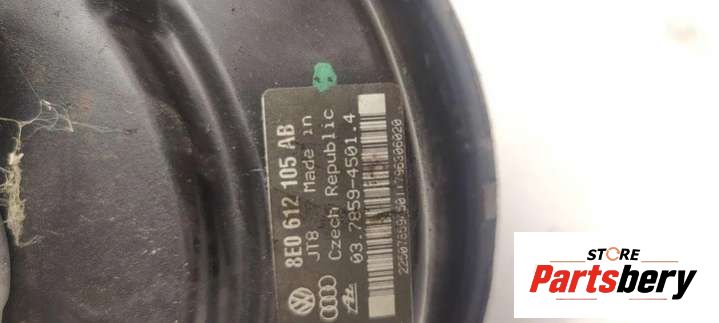 8E0 612 105 AB
JT8 Made in
Czech Republic
03.7859-4501.4
STORE
Partsbery